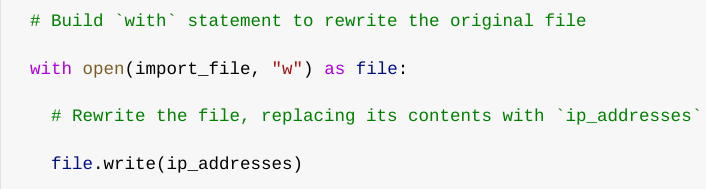 # Build `with` statement to rewrite the original file
with open(import_file, "w") as file:
# Rewrite the file, replacing its contents with `ip_addresses`
file.write(ip_addresses)